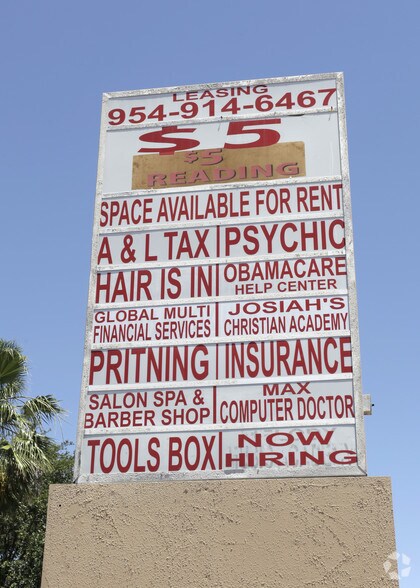 LEASING
954-914-6467
$5
$5
READING
SPACE AVAILABLE FOR RENT
A & L TAX PSYCHIC
HAIR IS IN OBAMACARE HELP CENTER
GLOBAL MULTI FINANCIAL SERVICES JOSIAH'S CHRISTIAN ACADEMY
PRITNING INSURANCE
SALON SPA & BARBER SHOP MAX COMPUTER DOCTOR
TOOLS BOX NOW HIRING